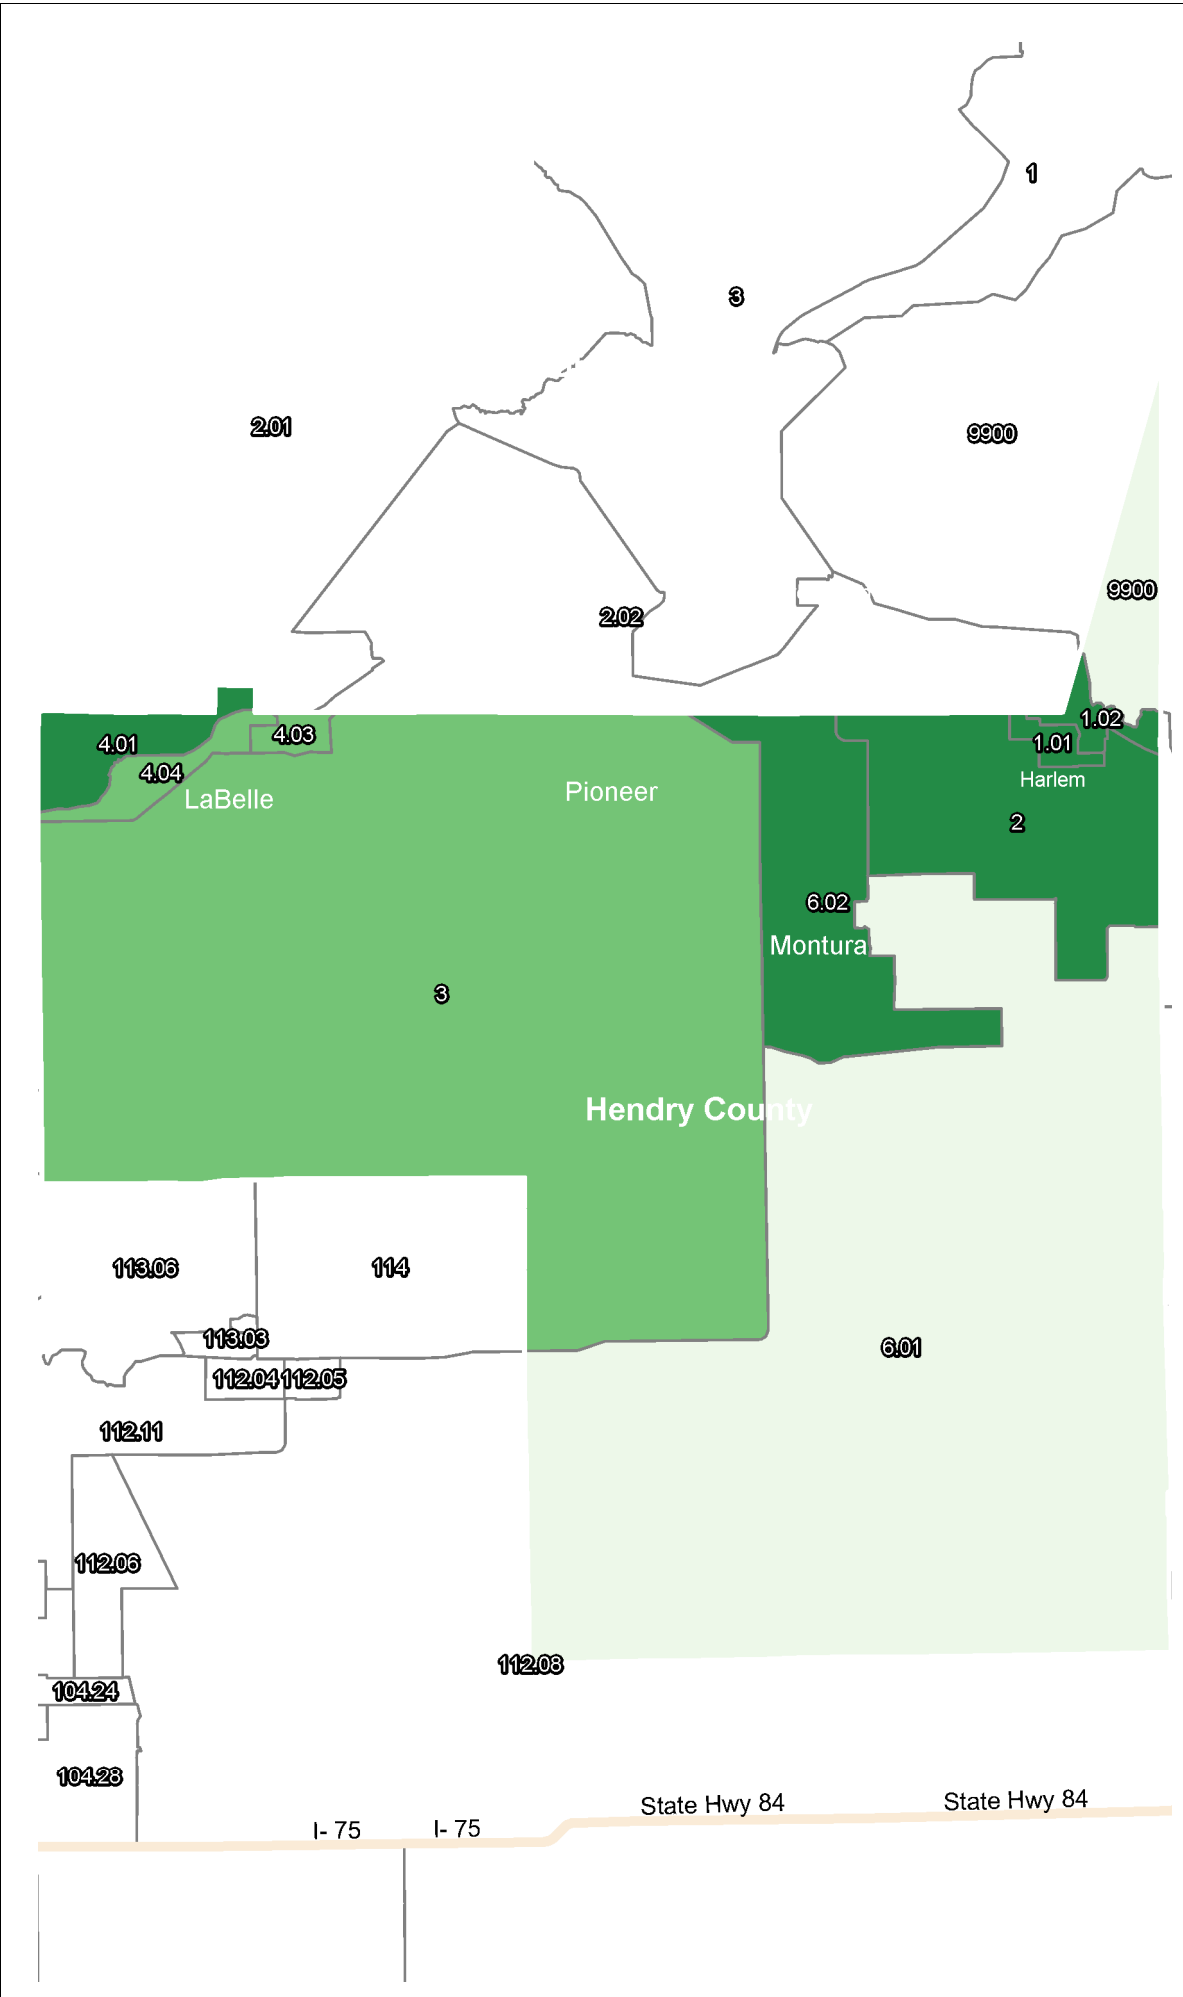 1
3
2.01
9900
9900
2.02
1.02
4.03
4.01
1.01
4.04
Harlem
Pioneer
LaBelle
2
6.02
Montura
3
Hendry County
113.06
114
113.03
6.01
112.04
112.05
112.11
112.06
112.08
104.24
104.28
State Hwy 84
State Hwy 84
I- 75
I- 75